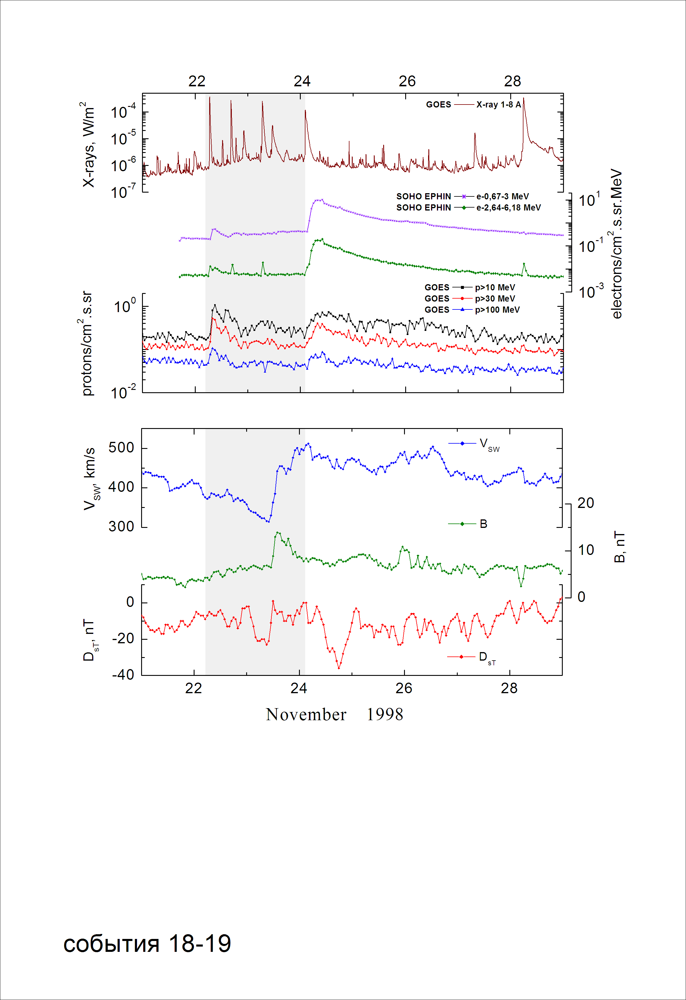 22 24 26 28
X-rays, W/m²
10⁻⁴
10⁻⁵
10⁻⁶
10⁻⁷
GOES X-ray 1-8 A
SOHO EPHIN e-0,67-3 MeV
SOHO EPHIN e-2,64-6,18 MeV
10¹
10⁻¹
10⁻³
electrons/cm².s.sr.MeV
GOES p>10 MeV
GOES p>30 MeV
GOES p>100 MeV
protons/cm².s.sr
10⁰
10⁻²
V_SW, km/s
500
400
300
V_SW
B
20
10
0
B, nT
D_sT, nT
0
-20
-40
D_sT
22 24 26 28
November 1998
события 18-19